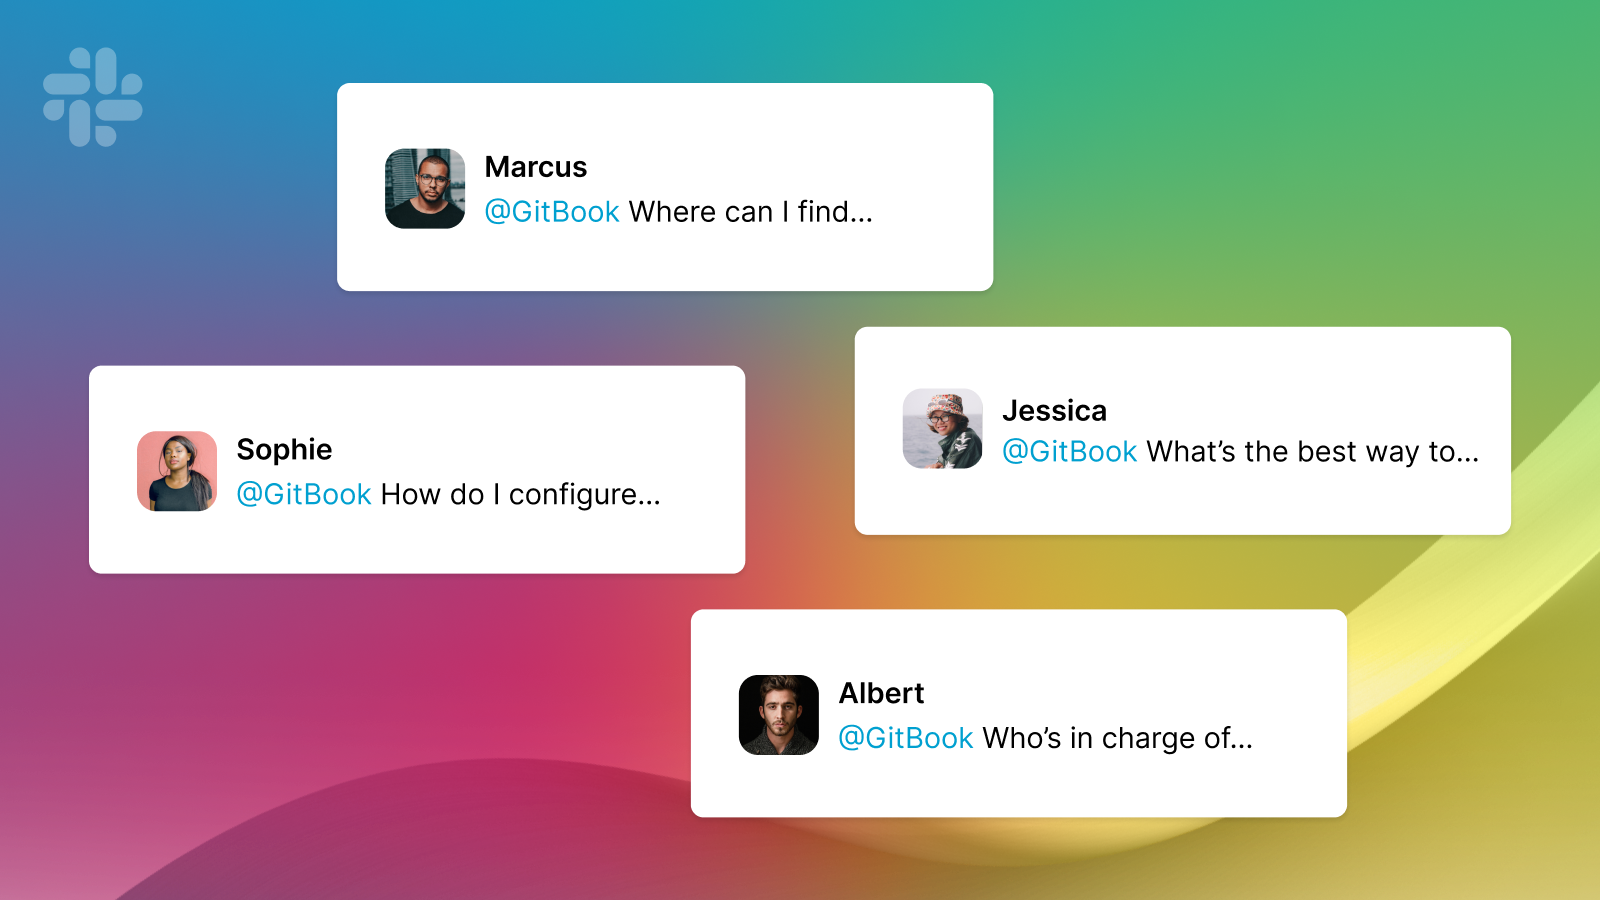 Marcus
@GitBook Where can I find...
Jessica
@GitBook What’s the best way to...
Sophie
@GitBook How do I configure...
Albert
@GitBook Who’s in charge of...